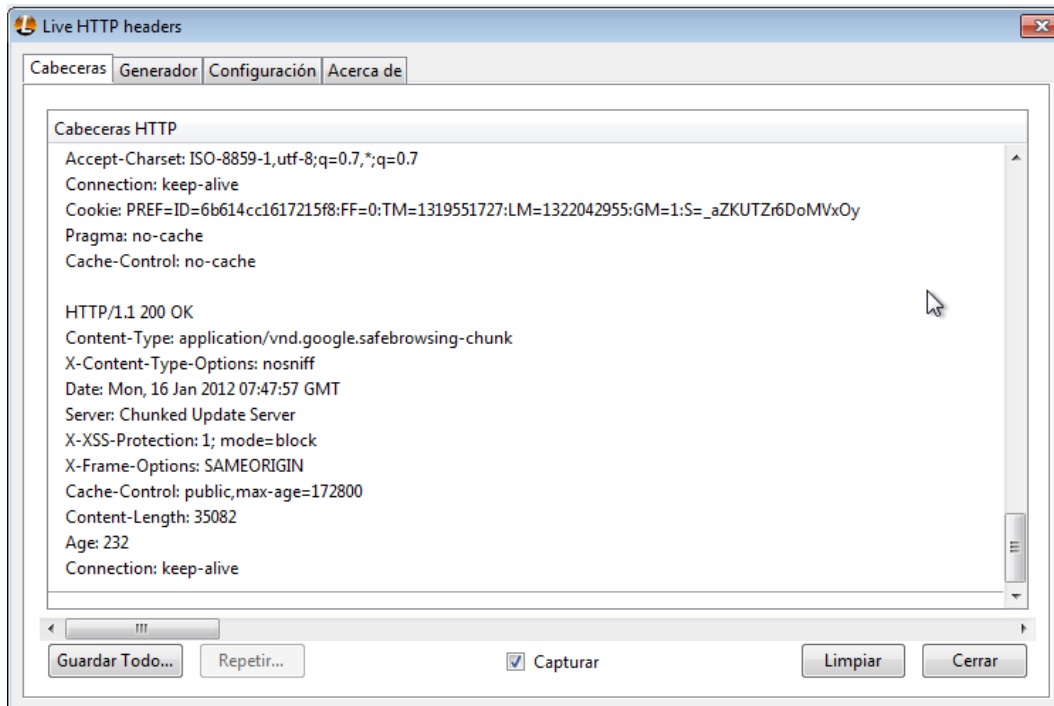 Live HTTP headers
Cabeceras Generador Configuración Acerca de
Cabeceras HTTP
Accept-Charset: ISO-8859-1,utf-8;q=0.7,*;q=0.7
Connection: keep-alive
Cookie: PREF=ID=6b614cc1617215f8:FF=0:TM=1319551727:LM=1322042955:GM=1:S=_aZKUTZr6DoMVxOy
Pragma: no-cache
Cache-Control: no-cache
HTTP/1.1 200 OK
Content-Type: application/vnd.google.safebrowsing-chunk
X-Content-Type-Options: nosniff
Date: Mon, 16 Jan 2012 07:47:57 GMT
Server: Chunked Update Server
X-XSS-Protection: 1; mode=block
X-Frame-Options: SAMEORIGIN
Cache-Control: public,max-age=172800
Content-Length: 35082
Age: 232
Connection: keep-alive
Guardar Todo... Repetir... Capturar Limpiar Cerrar